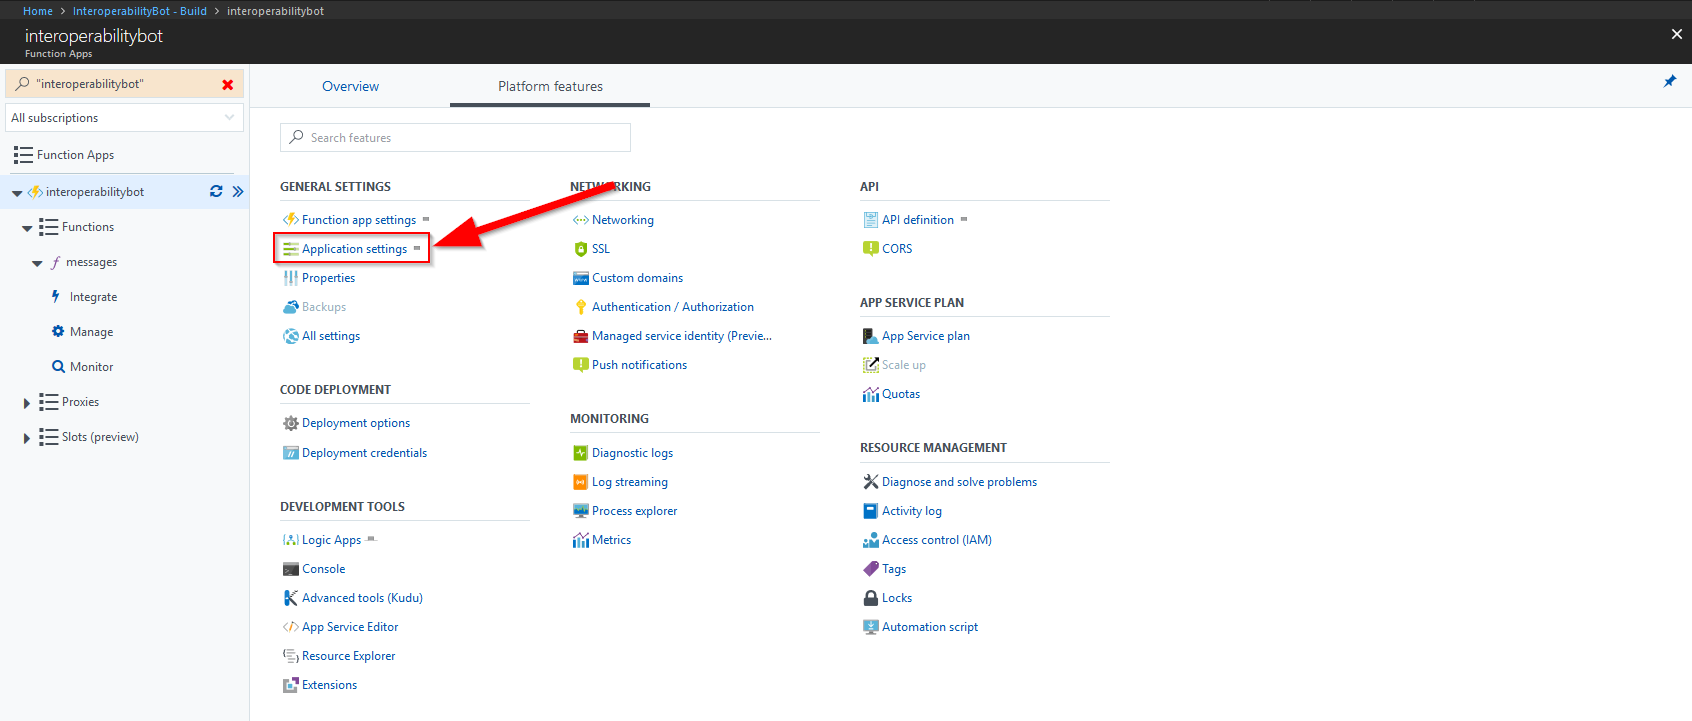 Home > InteroperabilityBot - Build > interoperabilitybot
interoperabilitybot
Function Apps
"interoperabilitybot"
All subscriptions
Function Apps
interoperabilitybot
Functions
messages
Integrate
Manage
Monitor
Proxies
Slots (preview)
Overview
Platform features
Search features
GENERAL SETTINGS
Function app settings
Application settings
Properties
Backups
All settings
CODE DEPLOYMENT
Deployment options
Deployment credentials
DEVELOPMENT TOOLS
Logic Apps
Console
Advanced tools (Kudu)
App Service Editor
Resource Explorer
Extensions
NETWORKING
Networking
SSL
Custom domains
Authentication / Authorization
Managed service identity (Previe...
Push notifications
MONITORING
Diagnostic logs
Log streaming
Process explorer
Metrics
API
API definition
CORS
APP SERVICE PLAN
App Service plan
Scale up
Quotas
RESOURCE MANAGEMENT
Diagnose and solve problems
Activity log
Access control (IAM)
Tags
Locks
Automation script